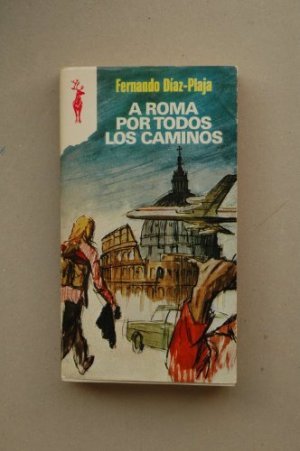 Fernando Díaz-Plaja
A ROMA
POR TODOS
LOS CAMINOS